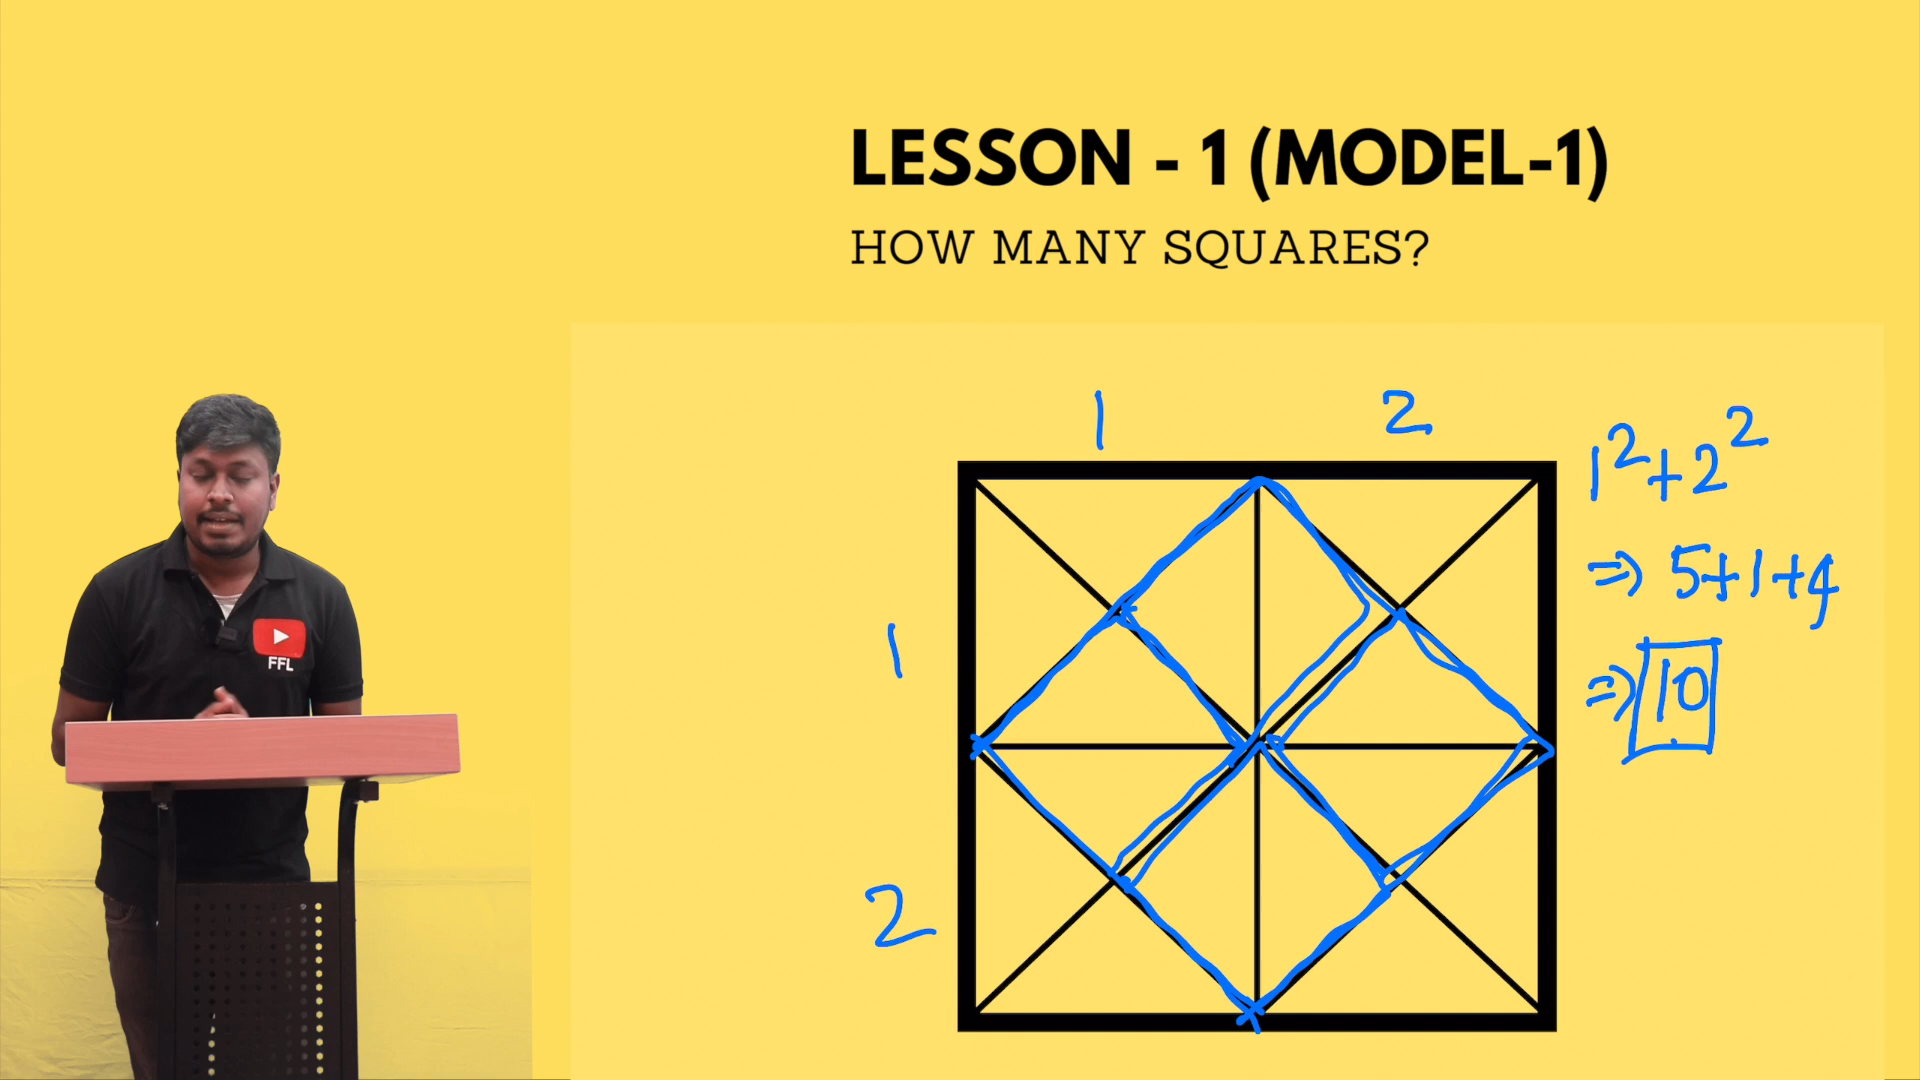 LESSON - 1 (MODEL-1)
HOW MANY SQUARES?
1 2
1² + 2²
⇒ 5+1+4
1
⇒ 10
FFL
2